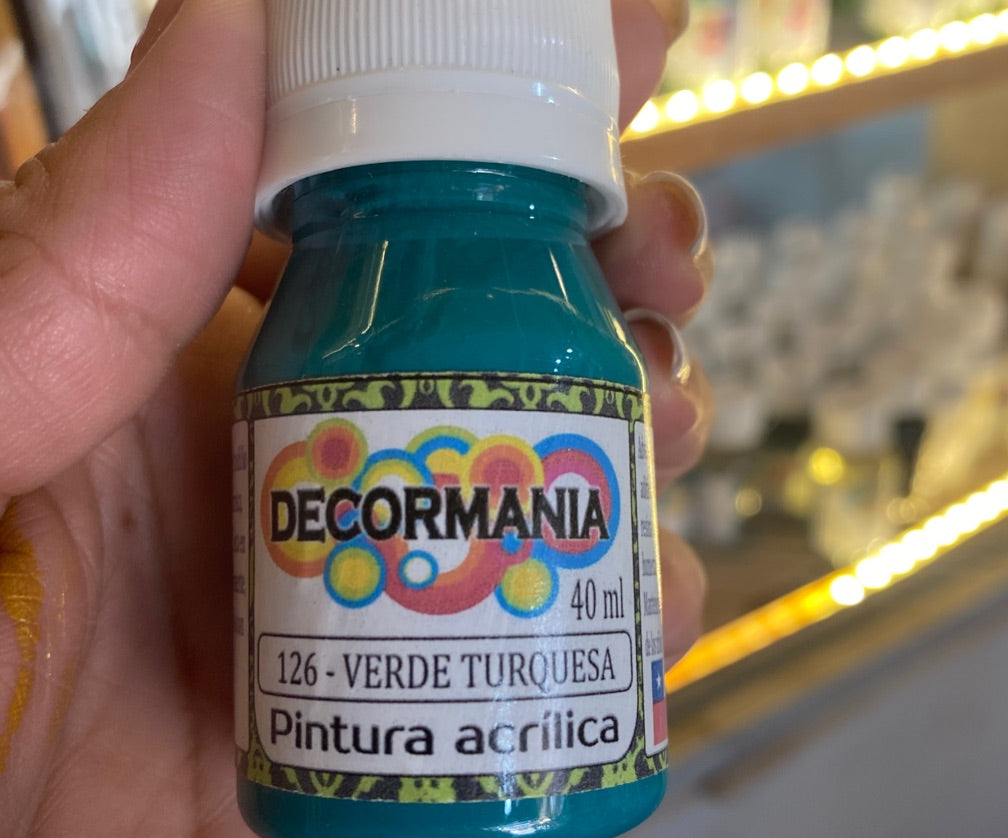 DECORMANIA
40 ml
126 - VERDE TURQUESA
Pintura acrílica